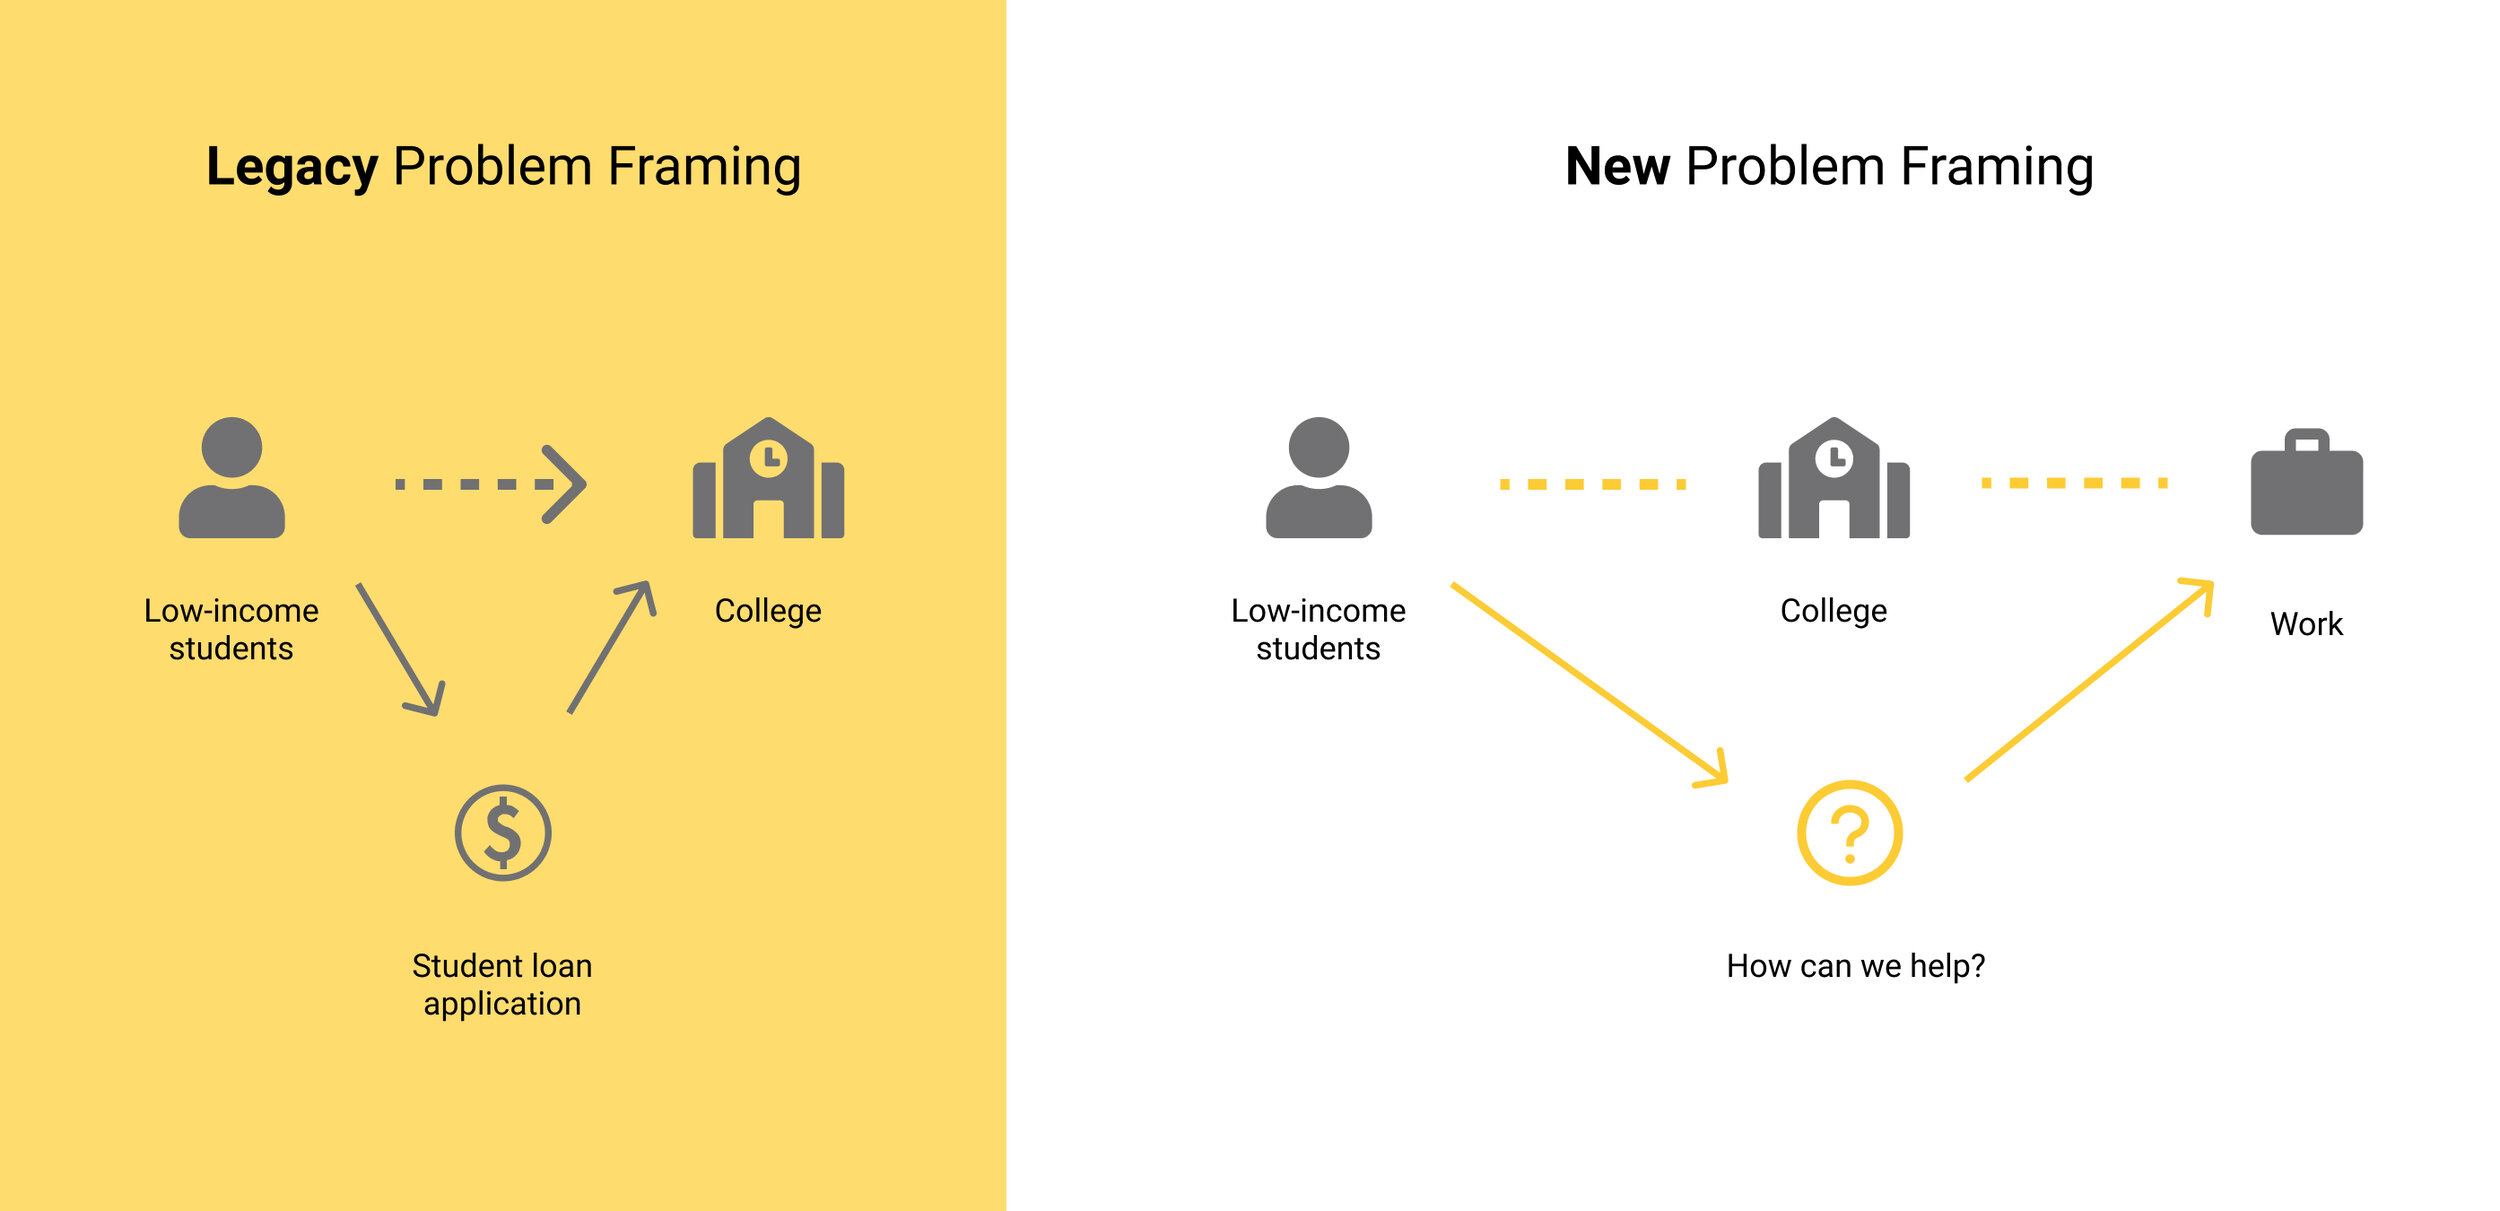 Legacy Problem Framing
Low-income
students
College
Student loan
application
New Problem Framing
Low-income
students
College
Work
How can we help?